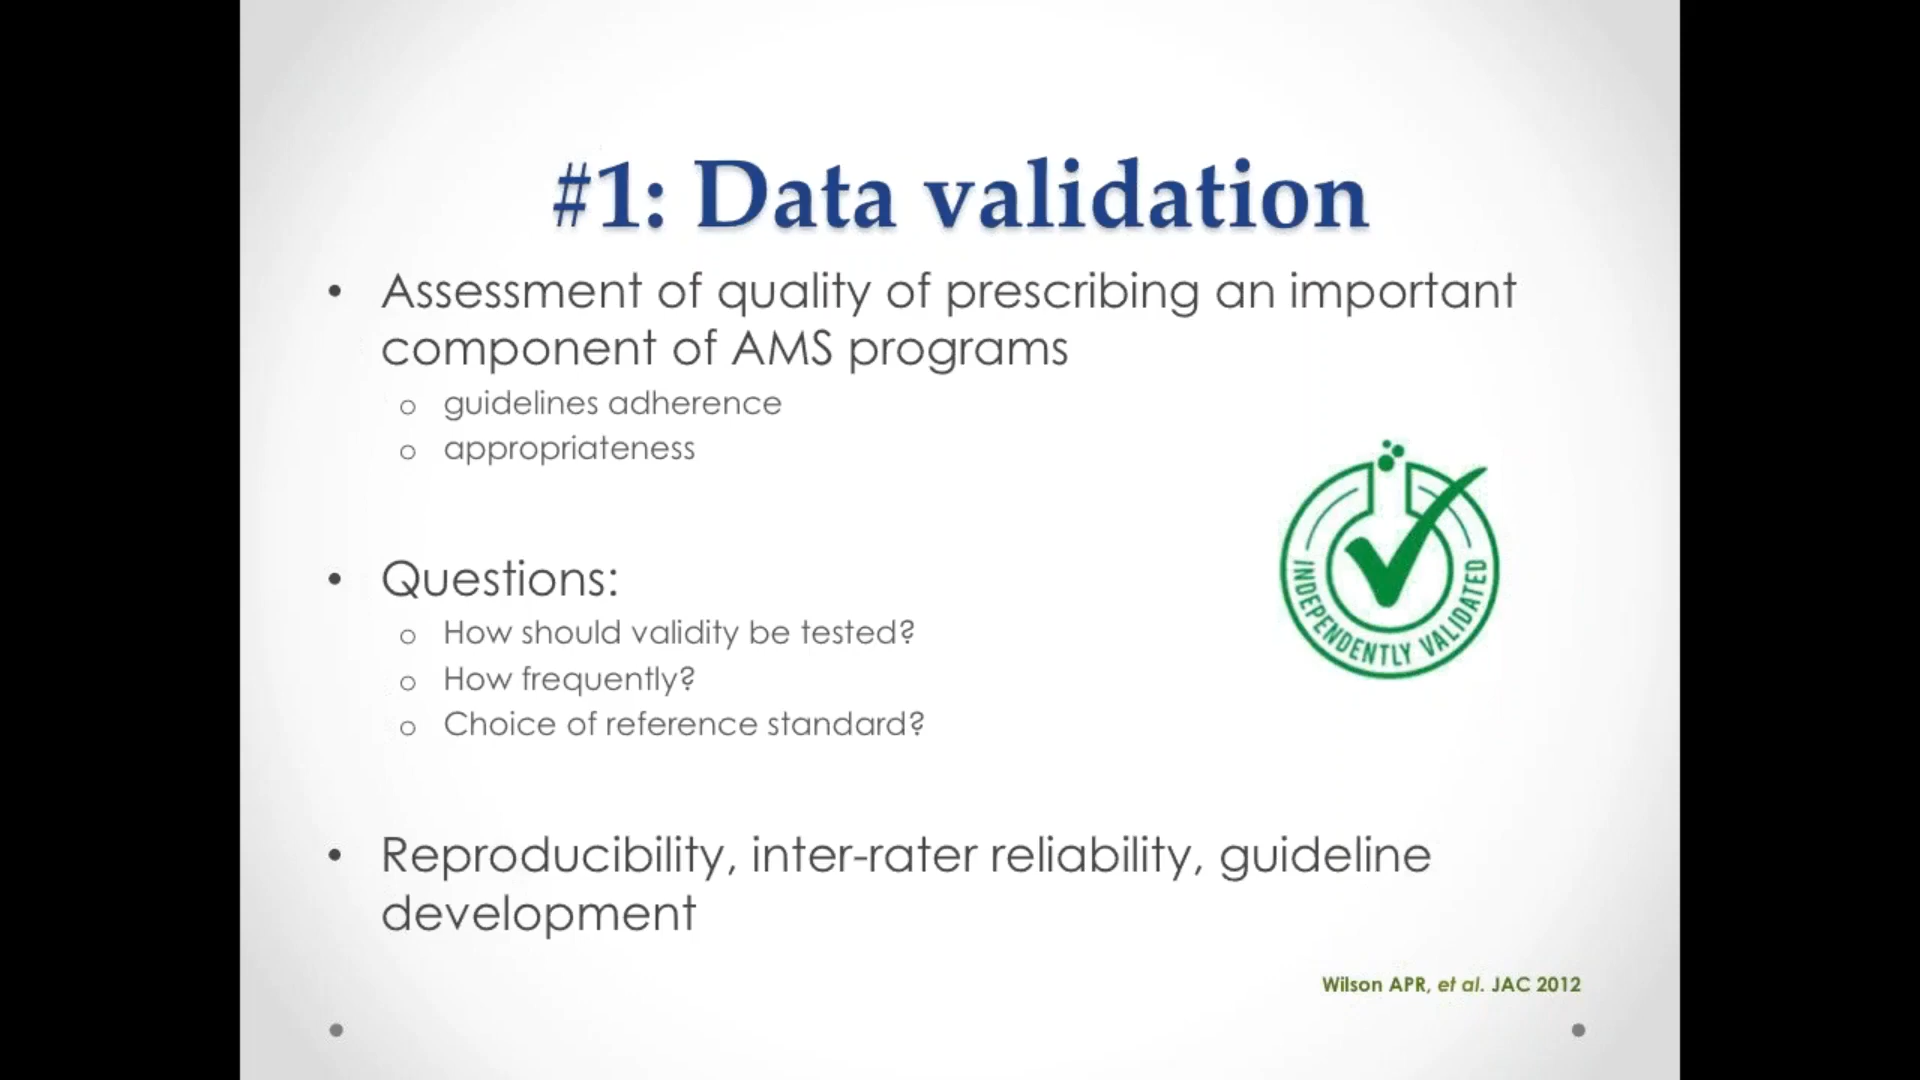 #1: Data validation
• Assessment of quality of prescribing an important
component of AMS programs
o guidelines adherence
o appropriateness
• Questions:
o How should validity be tested?
o How frequently?
o Choice of reference standard?
INDEPENDENTLY VALIDATED
• Reproducibility, inter-rater reliability, guideline
development
Wilson APR, et al. JAC 2012